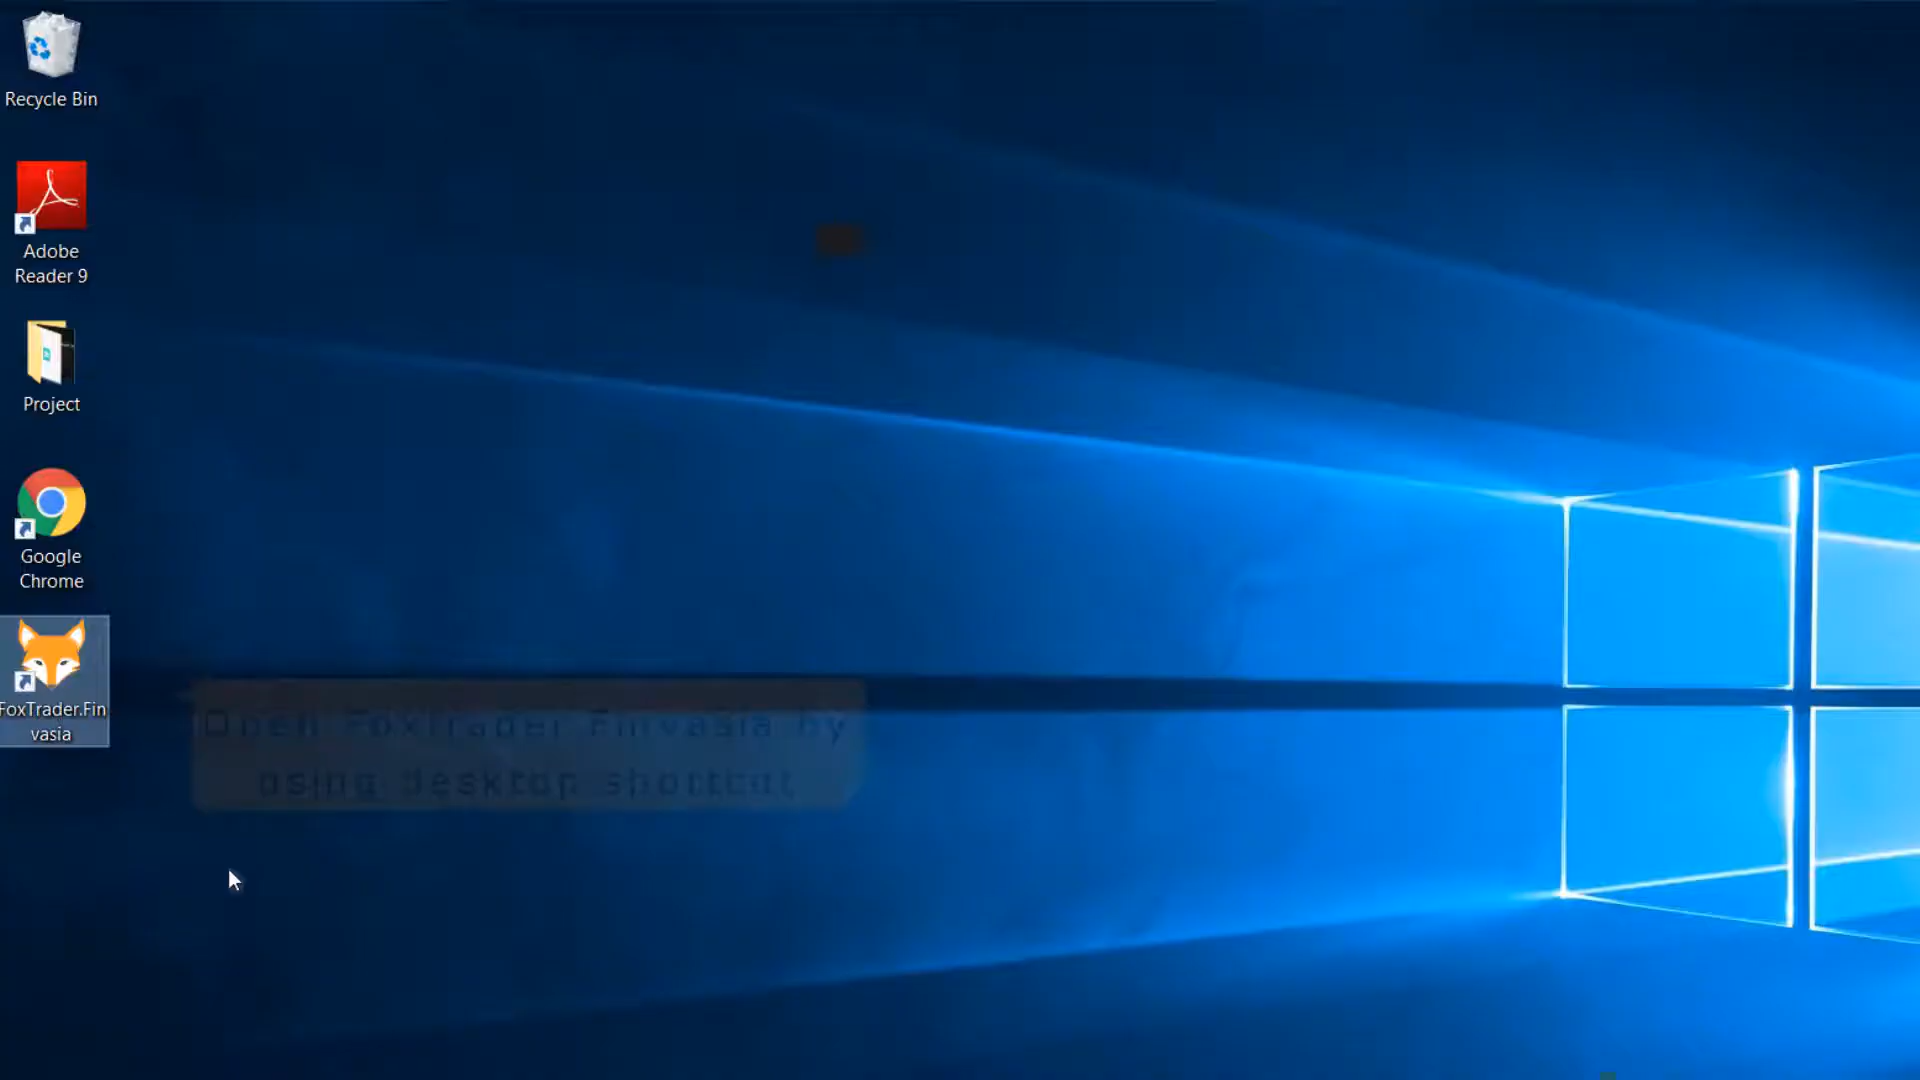 Recycle Bin
Adobe
Reader 9
Project
Google
Chrome
FoxTrader.Fin
vasia
Open FoxTrader Finvasia by
using desktop shortcut